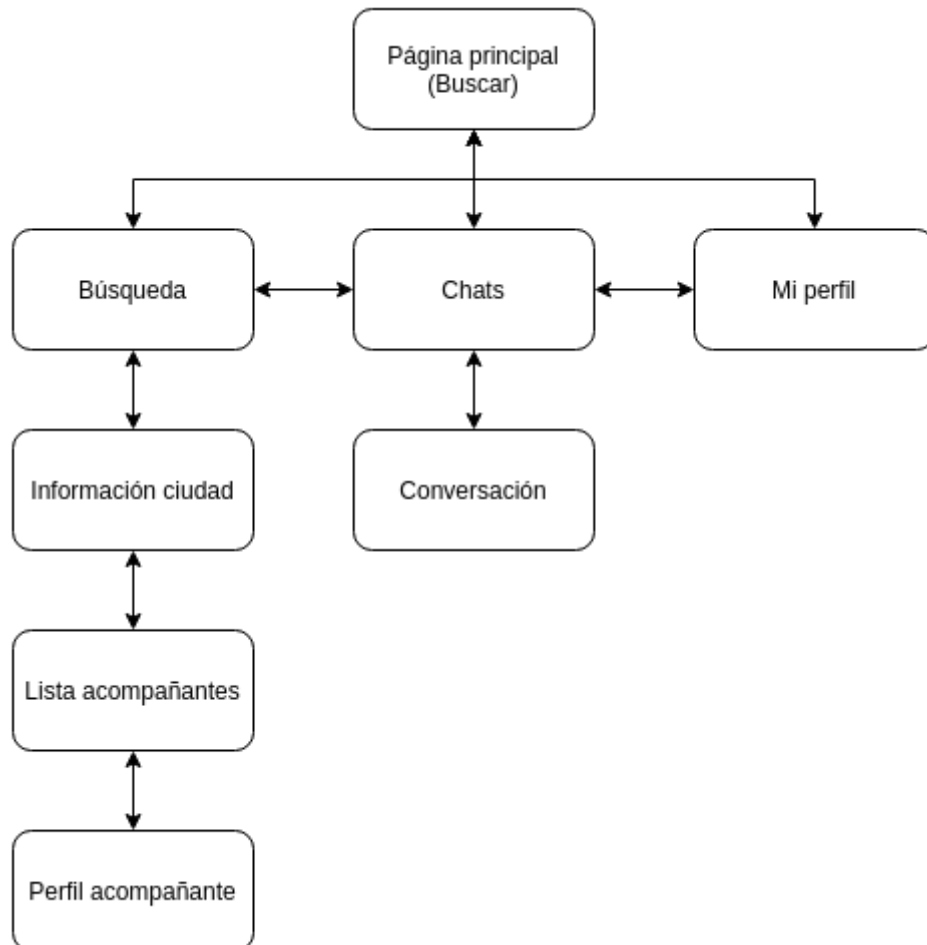 Página principal
(Buscar)
Búsqueda
Chats
Mi perfil
Información ciudad
Conversación
Lista acompañantes
Perfil acompañante